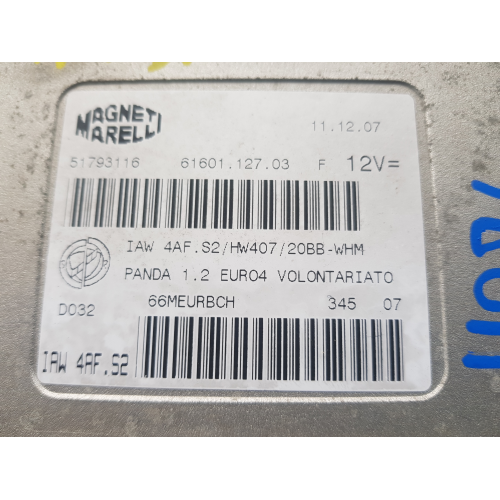 MAGNETI
MARELLI
11.12.07
51793116 61601.127.03 F 12V=
IAW 4AF.S2/HW407/20BB-WHM
PANDA 1.2 EURO4 VOLONTARIATO
D032 66MEURBCH 345 07
IAW 4AF.S2